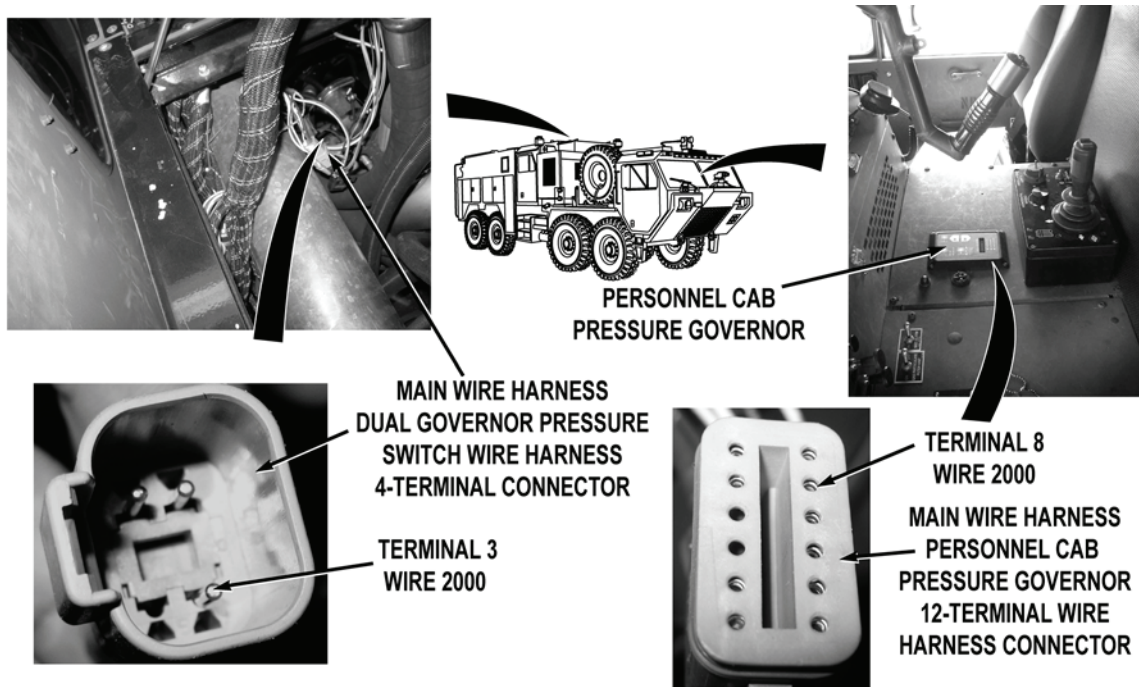 PERSONNEL CAB
PRESSURE GOVERNOR
MAIN WIRE HARNESS
DUAL GOVERNOR PRESSURE
SWITCH WIRE HARNESS
4-TERMINAL CONNECTOR
TERMINAL 3
WIRE 2000
TERMINAL 8
WIRE 2000
MAIN WIRE HARNESS
PERSONNEL CAB
PRESSURE GOVERNOR
12-TERMINAL WIRE
HARNESS CONNECTOR